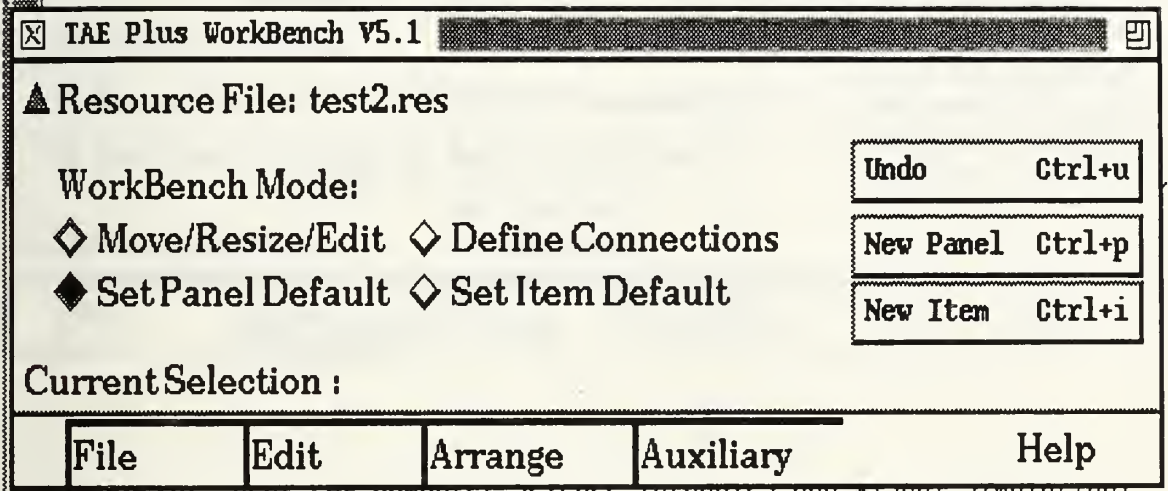 TAE Plus WorkBench V5.1
Resource File: test2.res
WorkBench Mode:
Move/Resize/Edit Define Connections
Set Panel Default Set Item Default
Undo Ctrl+u
New Panel Ctrl+p
New Item Ctrl+i
Current Selection :
File Edit Arrange Auxiliary Help